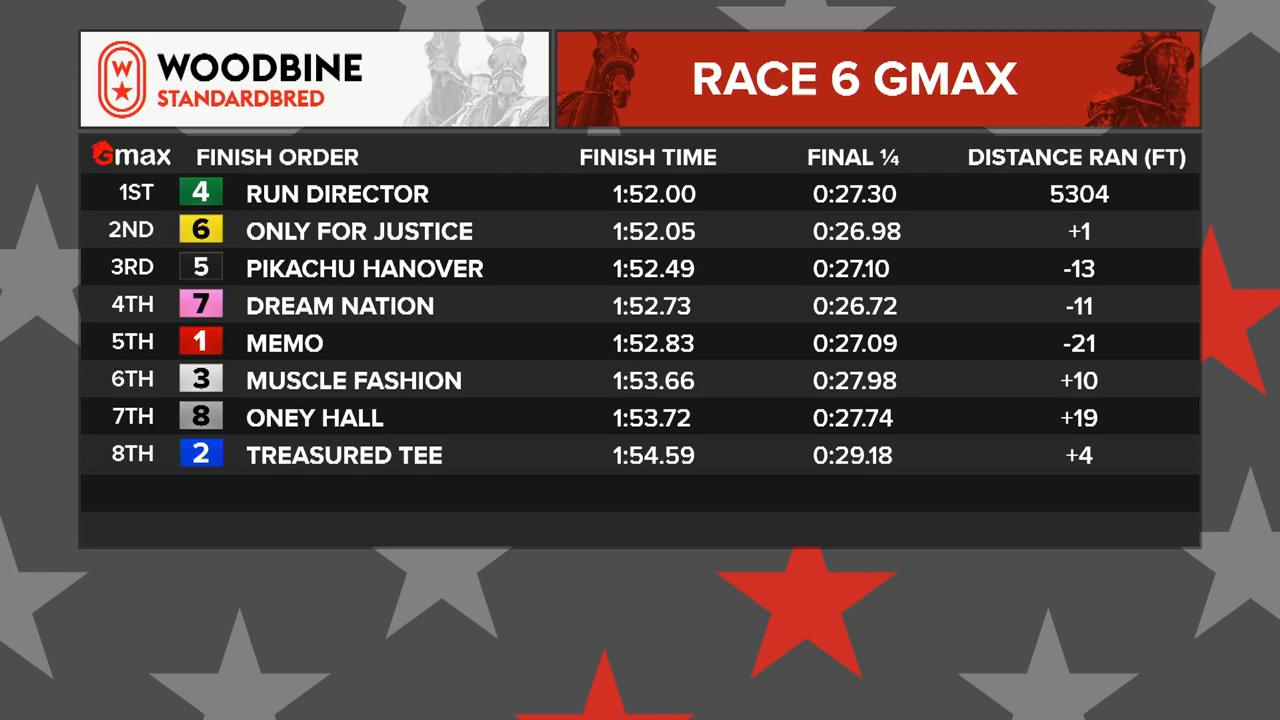 W
WOODBINE
STANDARDBRED
RACE 6 GMAX
Gmax FINISH ORDER FINISH TIME FINAL ¼ DISTANCE RAN (FT)
1ST 4 RUN DIRECTOR 1:52.00 0:27.30 5304
2ND 6 ONLY FOR JUSTICE 1:52.05 0:26.98 +1
3RD 5 PIKACHU HANOVER 1:52.49 0:27.10 -13
4TH 7 DREAM NATION 1:52.73 0:26.72 -11
5TH 1 MEMO 1:52.83 0:27.09 -21
6TH 3 MUSCLE FASHION 1:53.66 0:27.98 +10
7TH 8 ONEY HALL 1:53.72 0:27.74 +19
8TH 2 TREASURED TEE 1:54.59 0:29.18 +4